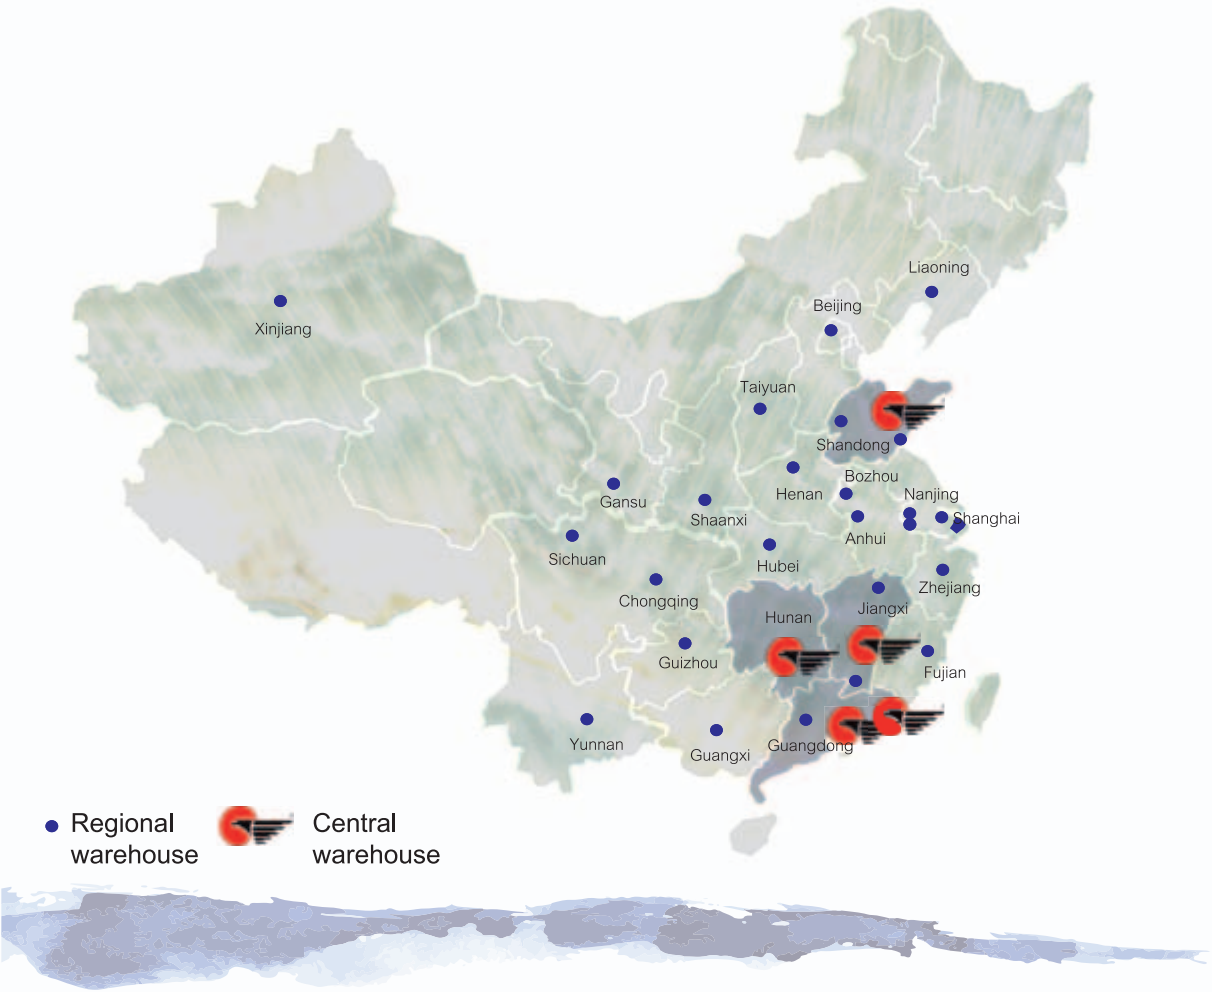 Liaoning
Beijing
Xinjiang
Taiyuan
Shandong
Bozhou
Henan
Nanjing
Gansu
Shaanxi
Shanghai
Anhui
Sichuan
Hubei
Zhejiang
Chongqing
Jiangxi
Hunan
Guizhou
Fujian
Yunnan
Guangxi
Guangdong
Regional
warehouse
Central
warehouse